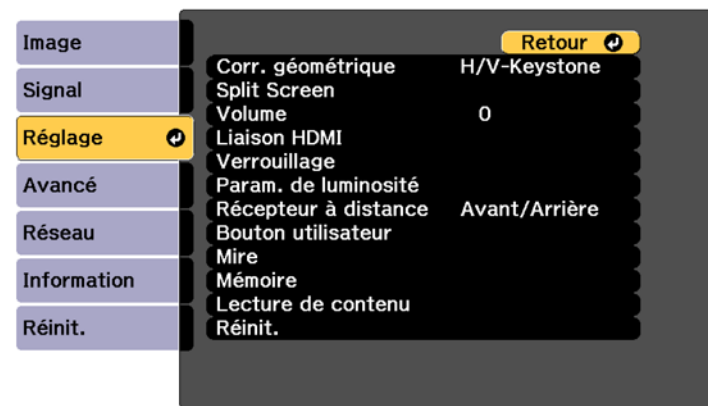 Image
Signal
Réglage
Avancé
Réseau
Information
Réinit.
Retour
Corr. géométrique H/V-Keystone
Split Screen
Volume 0
Liaison HDMI
Verrouillage
Param. de luminosité
Récepteur à distance Avant/Arrière
Bouton utilisateur
Mire
Mémoire
Lecture de contenu
Réinit.